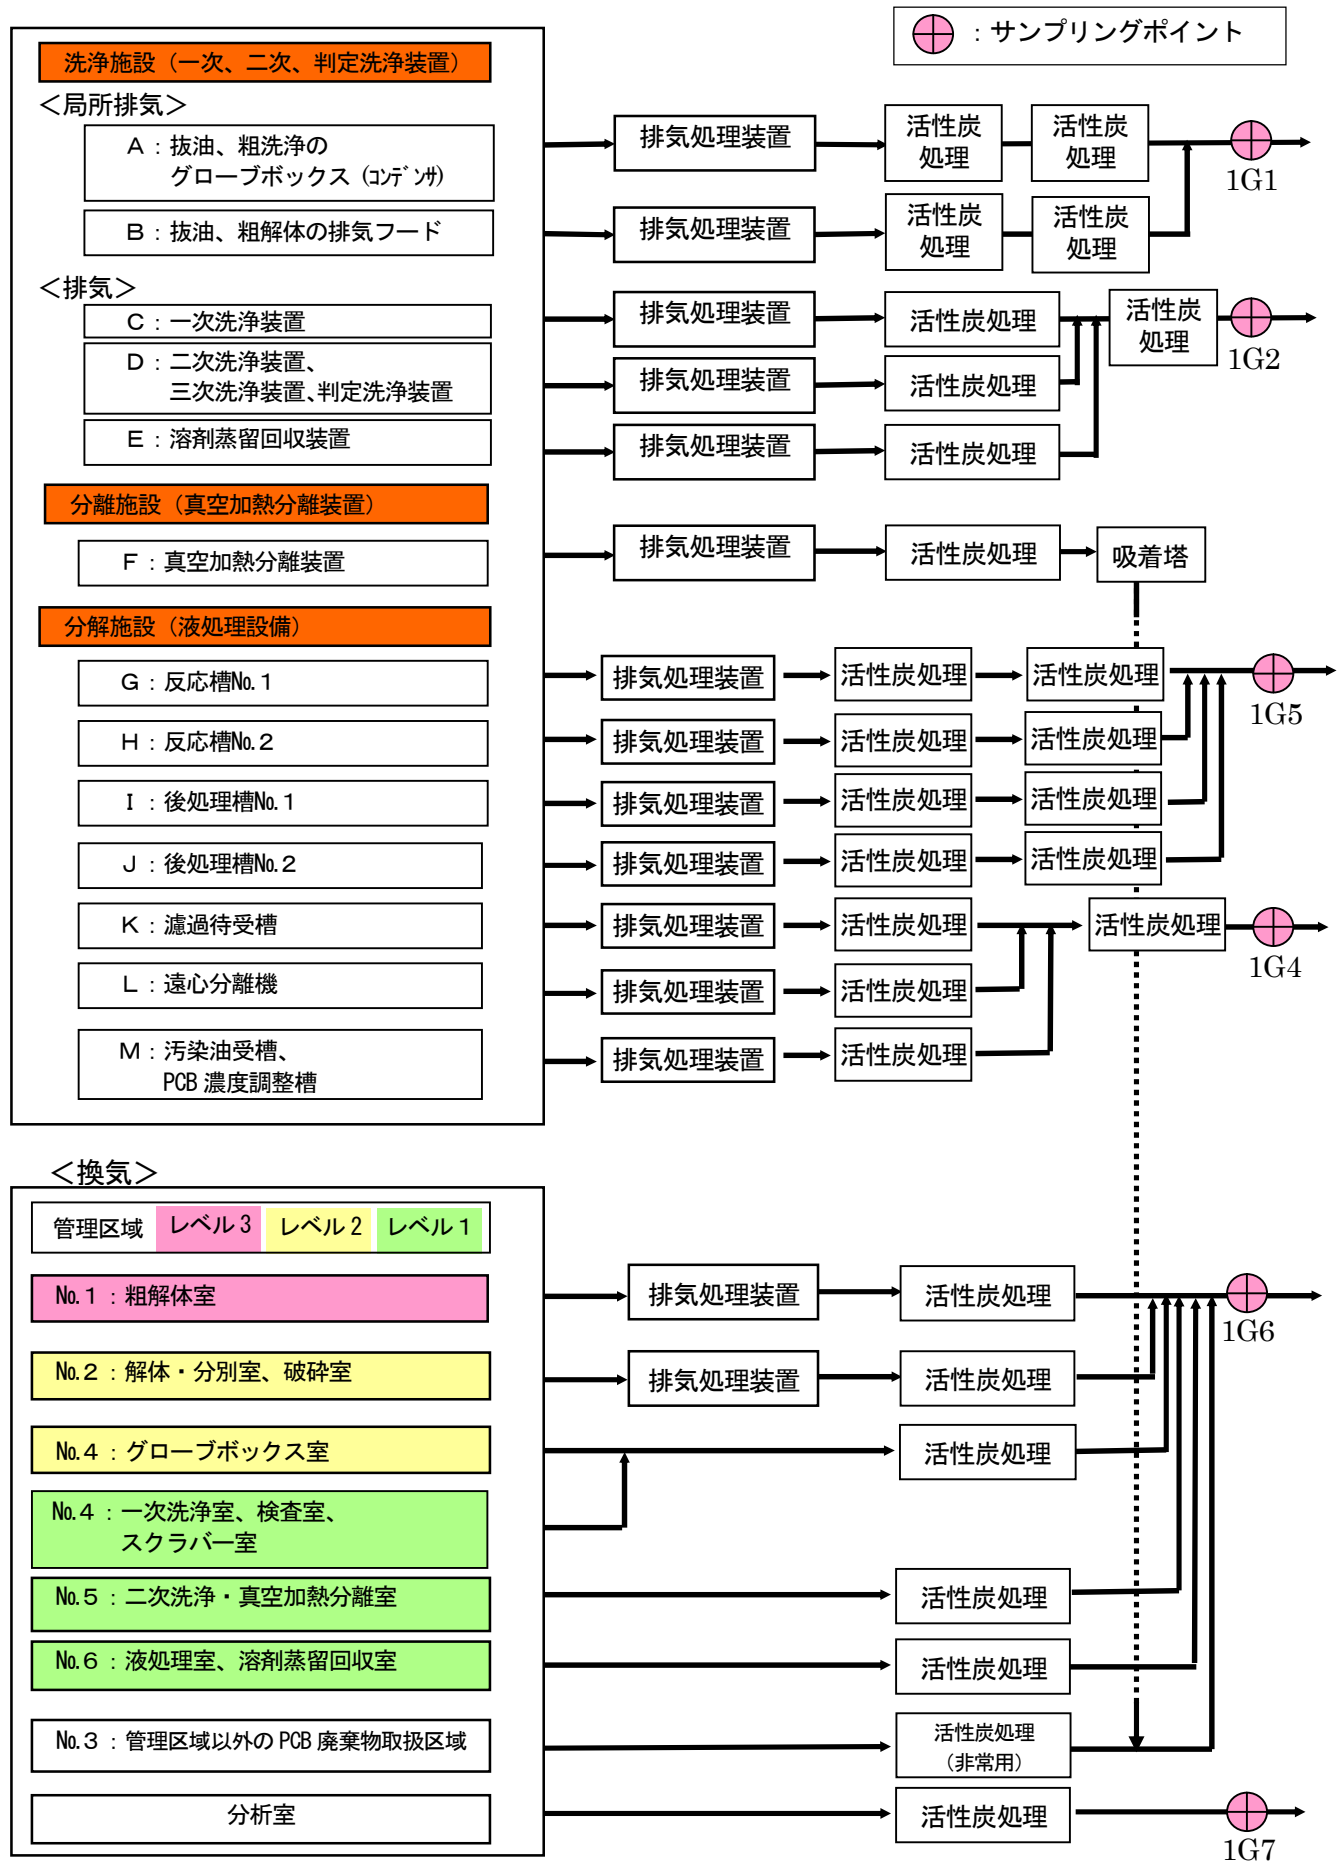 ：サンプリングポイント
洗浄施設（一次、二次、判定洗浄装置）
＜局所排気＞
A：抜油、粗洗浄の
グローブボックス（ｺﾝﾃﾞﾝｻ）
排気処理装置
活性炭
処理
活性炭
処理
1G1
B：抜油、粗解体の排気フード
排気処理装置
活性炭
処理
活性炭
処理
＜排気＞
C：一次洗浄装置
排気処理装置
活性炭処理
活性炭
処理
1G2
D：二次洗浄装置、
三次洗浄装置、判定洗浄装置
排気処理装置
活性炭処理
E：溶剤蒸留回収装置
排気処理装置
活性炭処理
分離施設（真空加熱分離装置）
F：真空加熱分離装置
排気処理装置
活性炭処理
吸着塔
分解施設（液処理設備）
G：反応槽№1
排気処理装置
活性炭処理
活性炭処理
1G5
H：反応槽№2
排気処理装置
活性炭処理
活性炭処理
I：後処理槽№1
排気処理装置
活性炭処理
活性炭処理
J：後処理槽№2
排気処理装置
活性炭処理
活性炭処理
K：濾過待受槽
排気処理装置
活性炭処理
活性炭処理
1G4
L：遠心分離機
排気処理装置
活性炭処理
M：汚染油受槽、
PCB濃度調整槽
排気処理装置
活性炭処理
＜換気＞
管理区域 レベル3 レベル2 レベル1
№1：粗解体室
排気処理装置
活性炭処理
1G6
№2：解体・分別室、破砕室
排気処理装置
活性炭処理
№4：グローブボックス室
活性炭処理
№4：一次洗浄室、検査室、
スクラバー室
№5：二次洗浄・真空加熱分離室
活性炭処理
№6：液処理室、溶剤蒸留回収室
活性炭処理
№3：管理区域以外のPCB廃棄物取扱区域
活性炭処理
（非常用）
分析室
活性炭処理
1G7